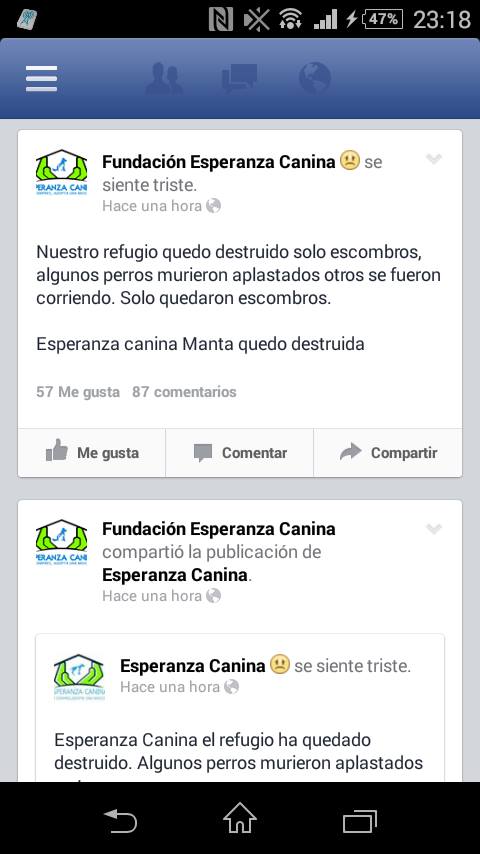 47% 23:18
Fundación Esperanza Canina se
siente triste.
Hace una hora
Nuestro refugio quedo destruido solo escombros,
algunos perros murieron aplastados otros se fueron
corriendo. Solo quedaron escombros.
Esperanza canina Manta quedo destruida
57 Me gusta 87 comentarios
Me gusta Comentar Compartir
Fundación Esperanza Canina
compartió la publicación de
Esperanza Canina.
Hace una hora
Esperanza Canina se siente triste.
Hace una hora
Esperanza Canina el refugio ha quedado
destruido. Algunos perros murieron aplastados